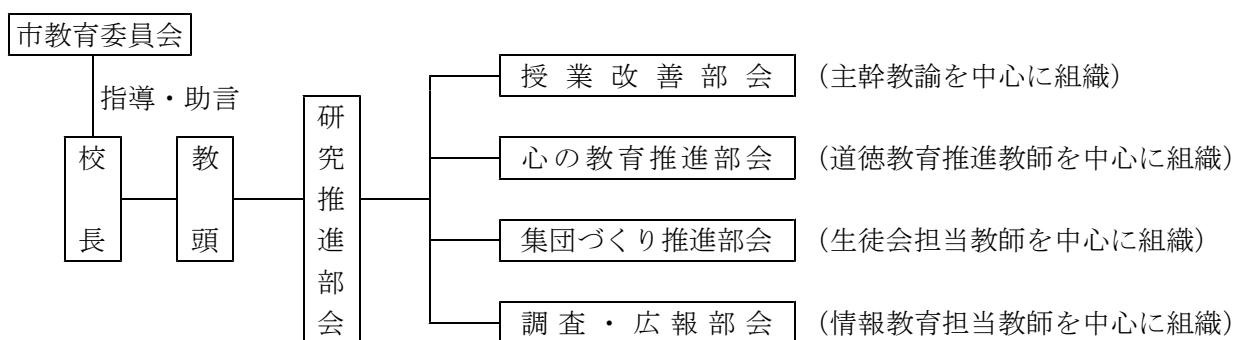 市教育委員会
指導・助言
校長
教頭
研究推進部会
授業改善部会 （主幹教諭を中心に組織）
心の教育推進部会 （道徳教育推進教師を中心に組織）
集団づくり推進部会 （生徒会担当教師を中心に組織）
調査・広報部会 （情報教育担当教師を中心に組織）